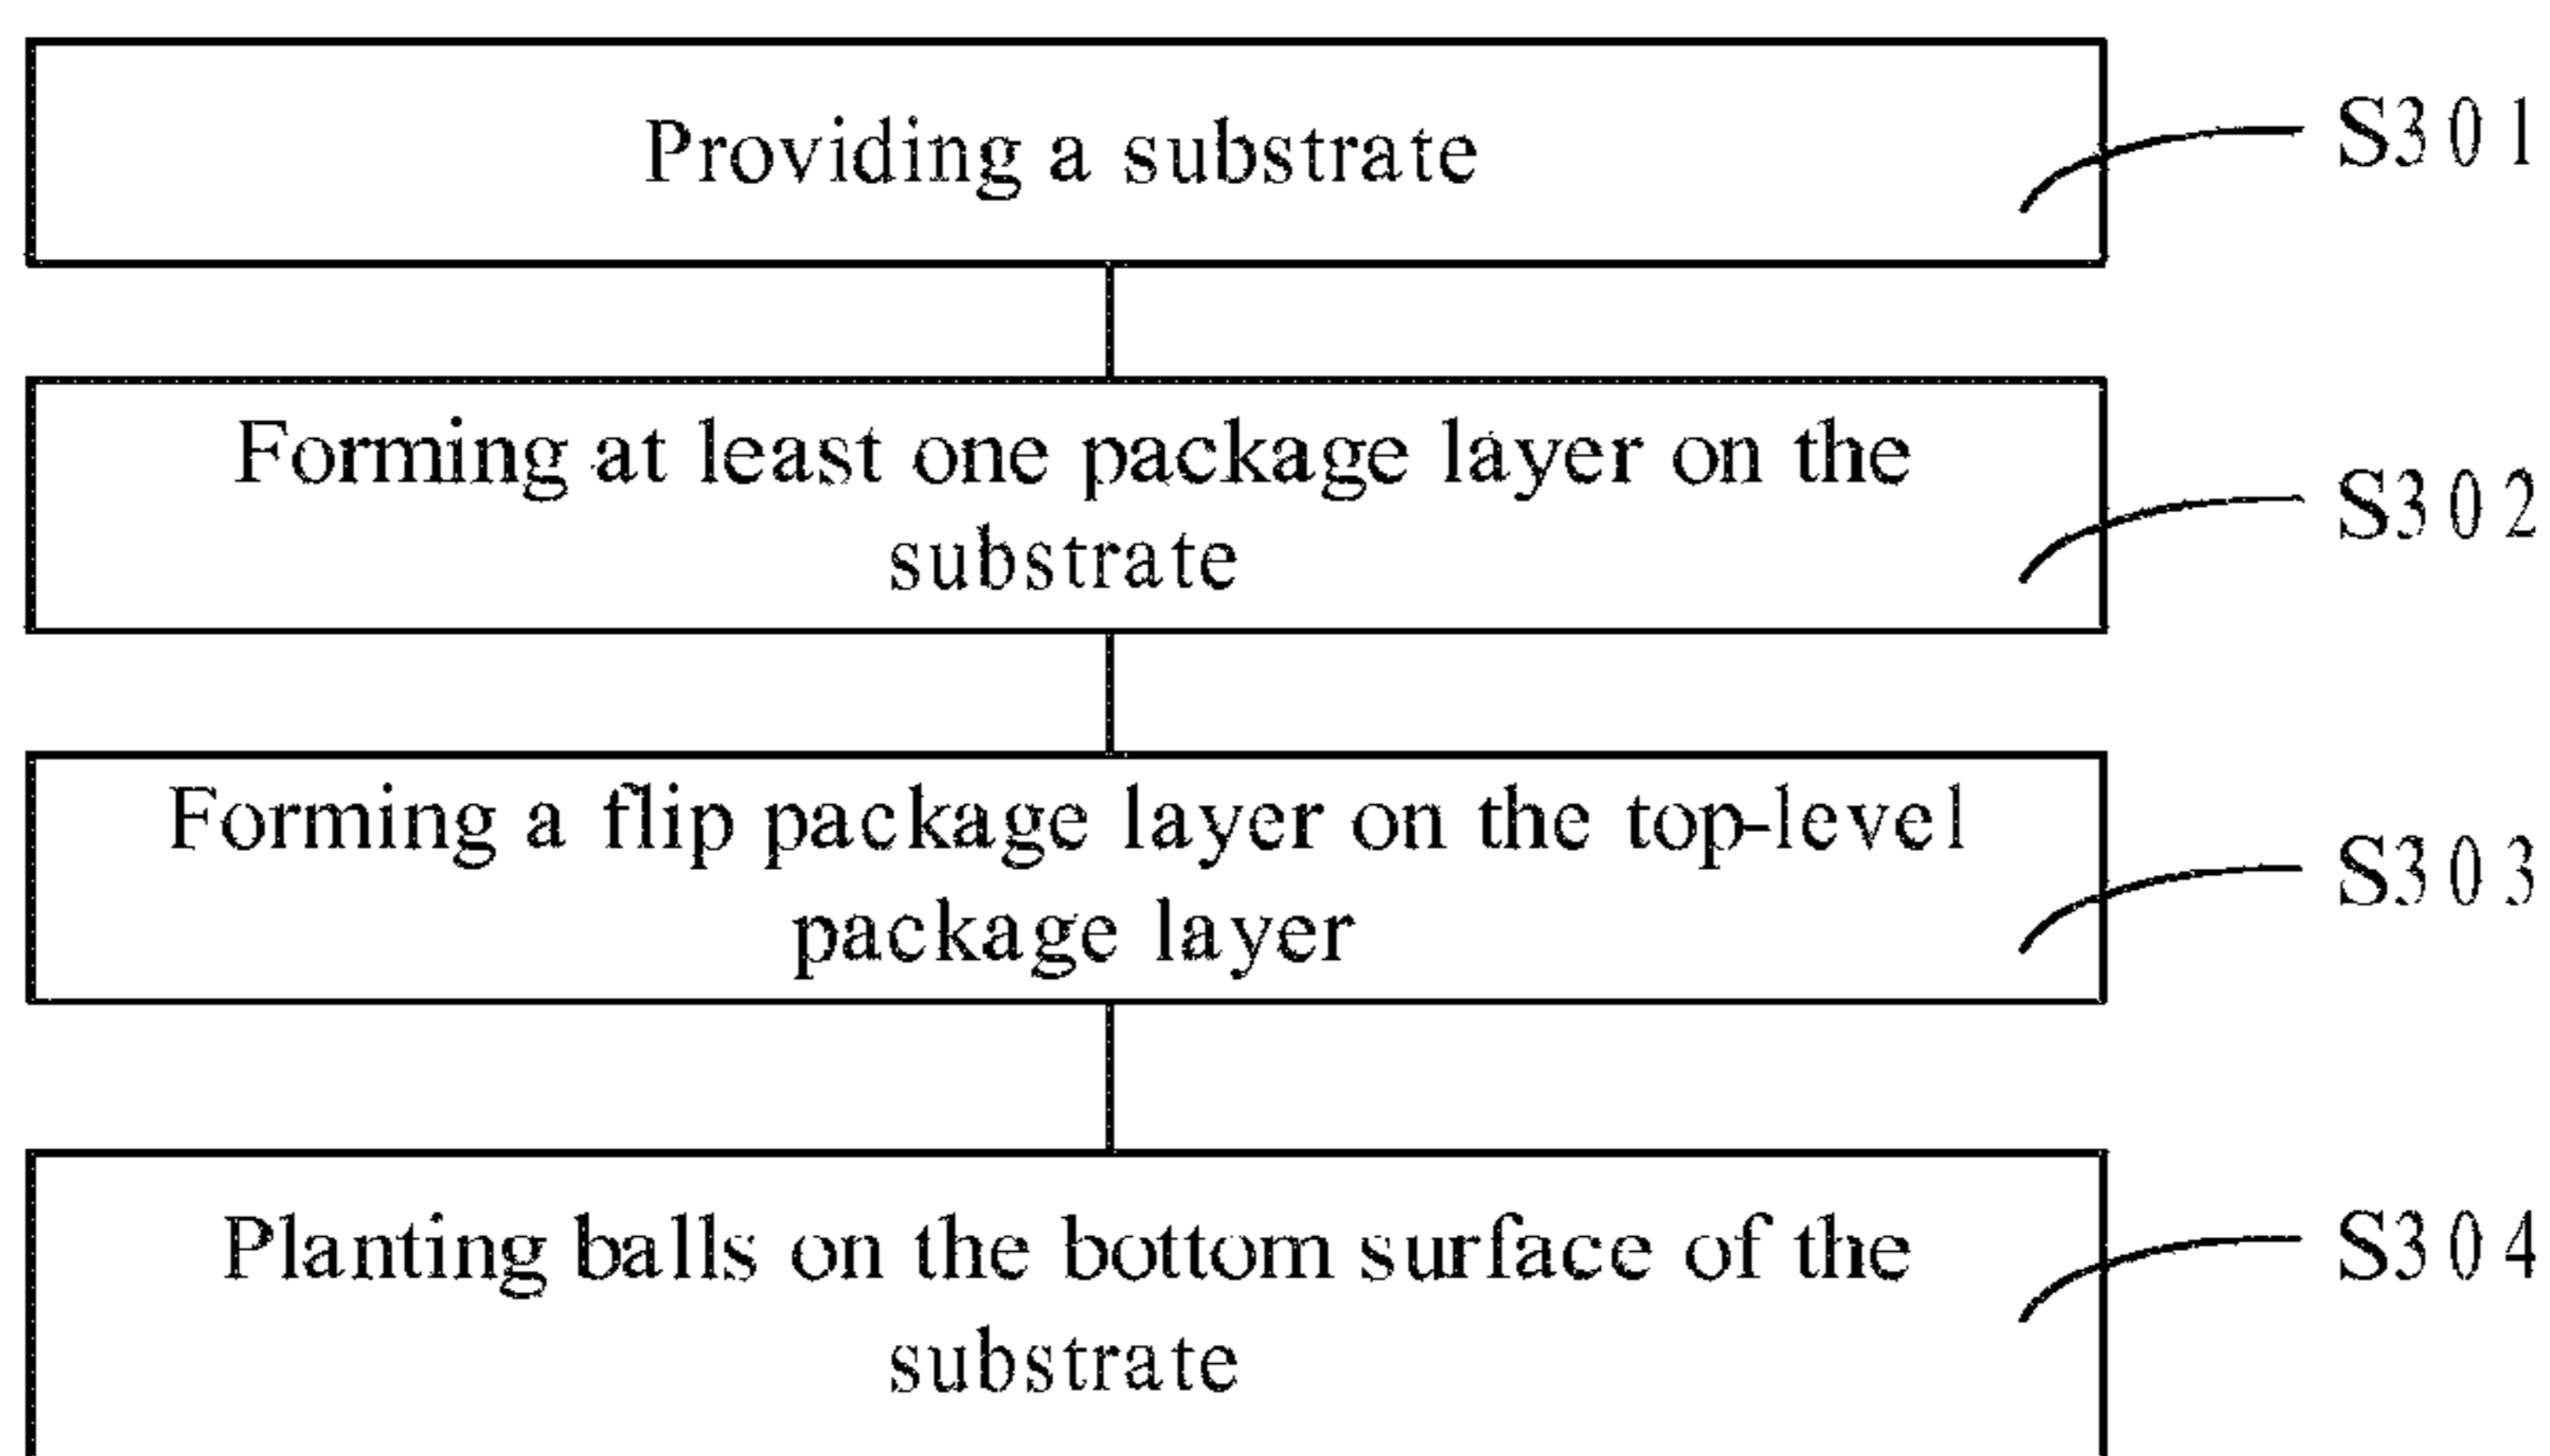 Providing a substrate
S301
Forming at least one package layer on the
substrate
S302
Forming a flip package layer on the top-level
package layer
S303
Planting balls on the bottom surface of the
substrate
S304